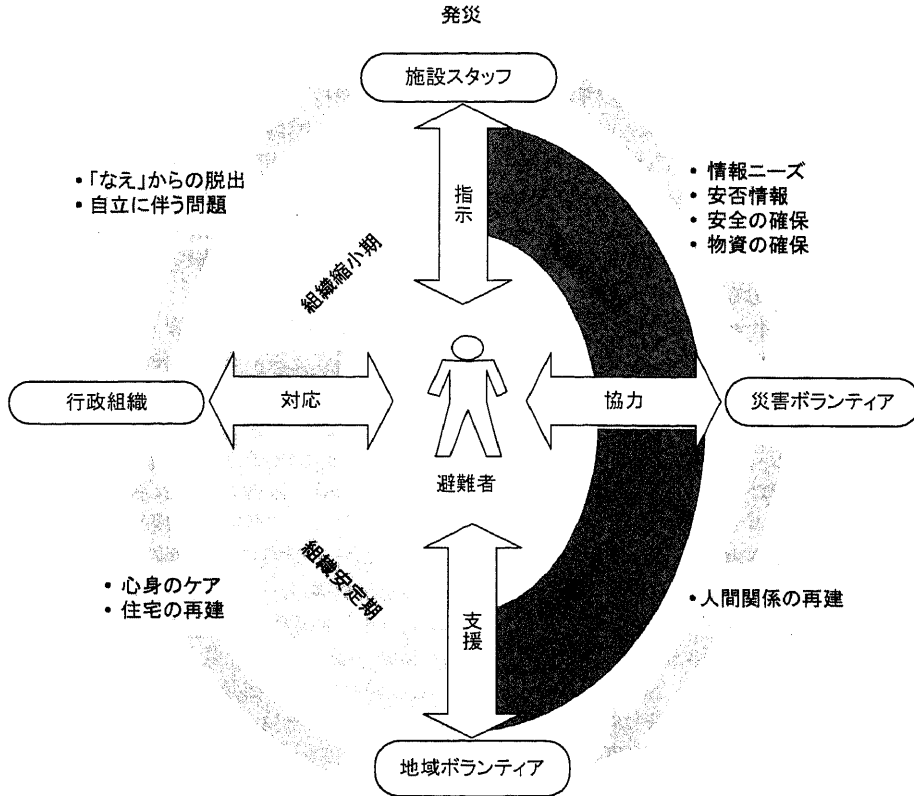 発災
施設スタッフ
・「なえ」からの脱出
・自立に伴う問題
・情報ニーズ
・安否情報
・安全の確保
・物資の確保
指示
組織縮小期
行政組織
対応
協力
災害ボランティア
避難者
組織安定期
・心身のケア
・住宅の再建
・人間関係の再建
支援
地域ボランティア